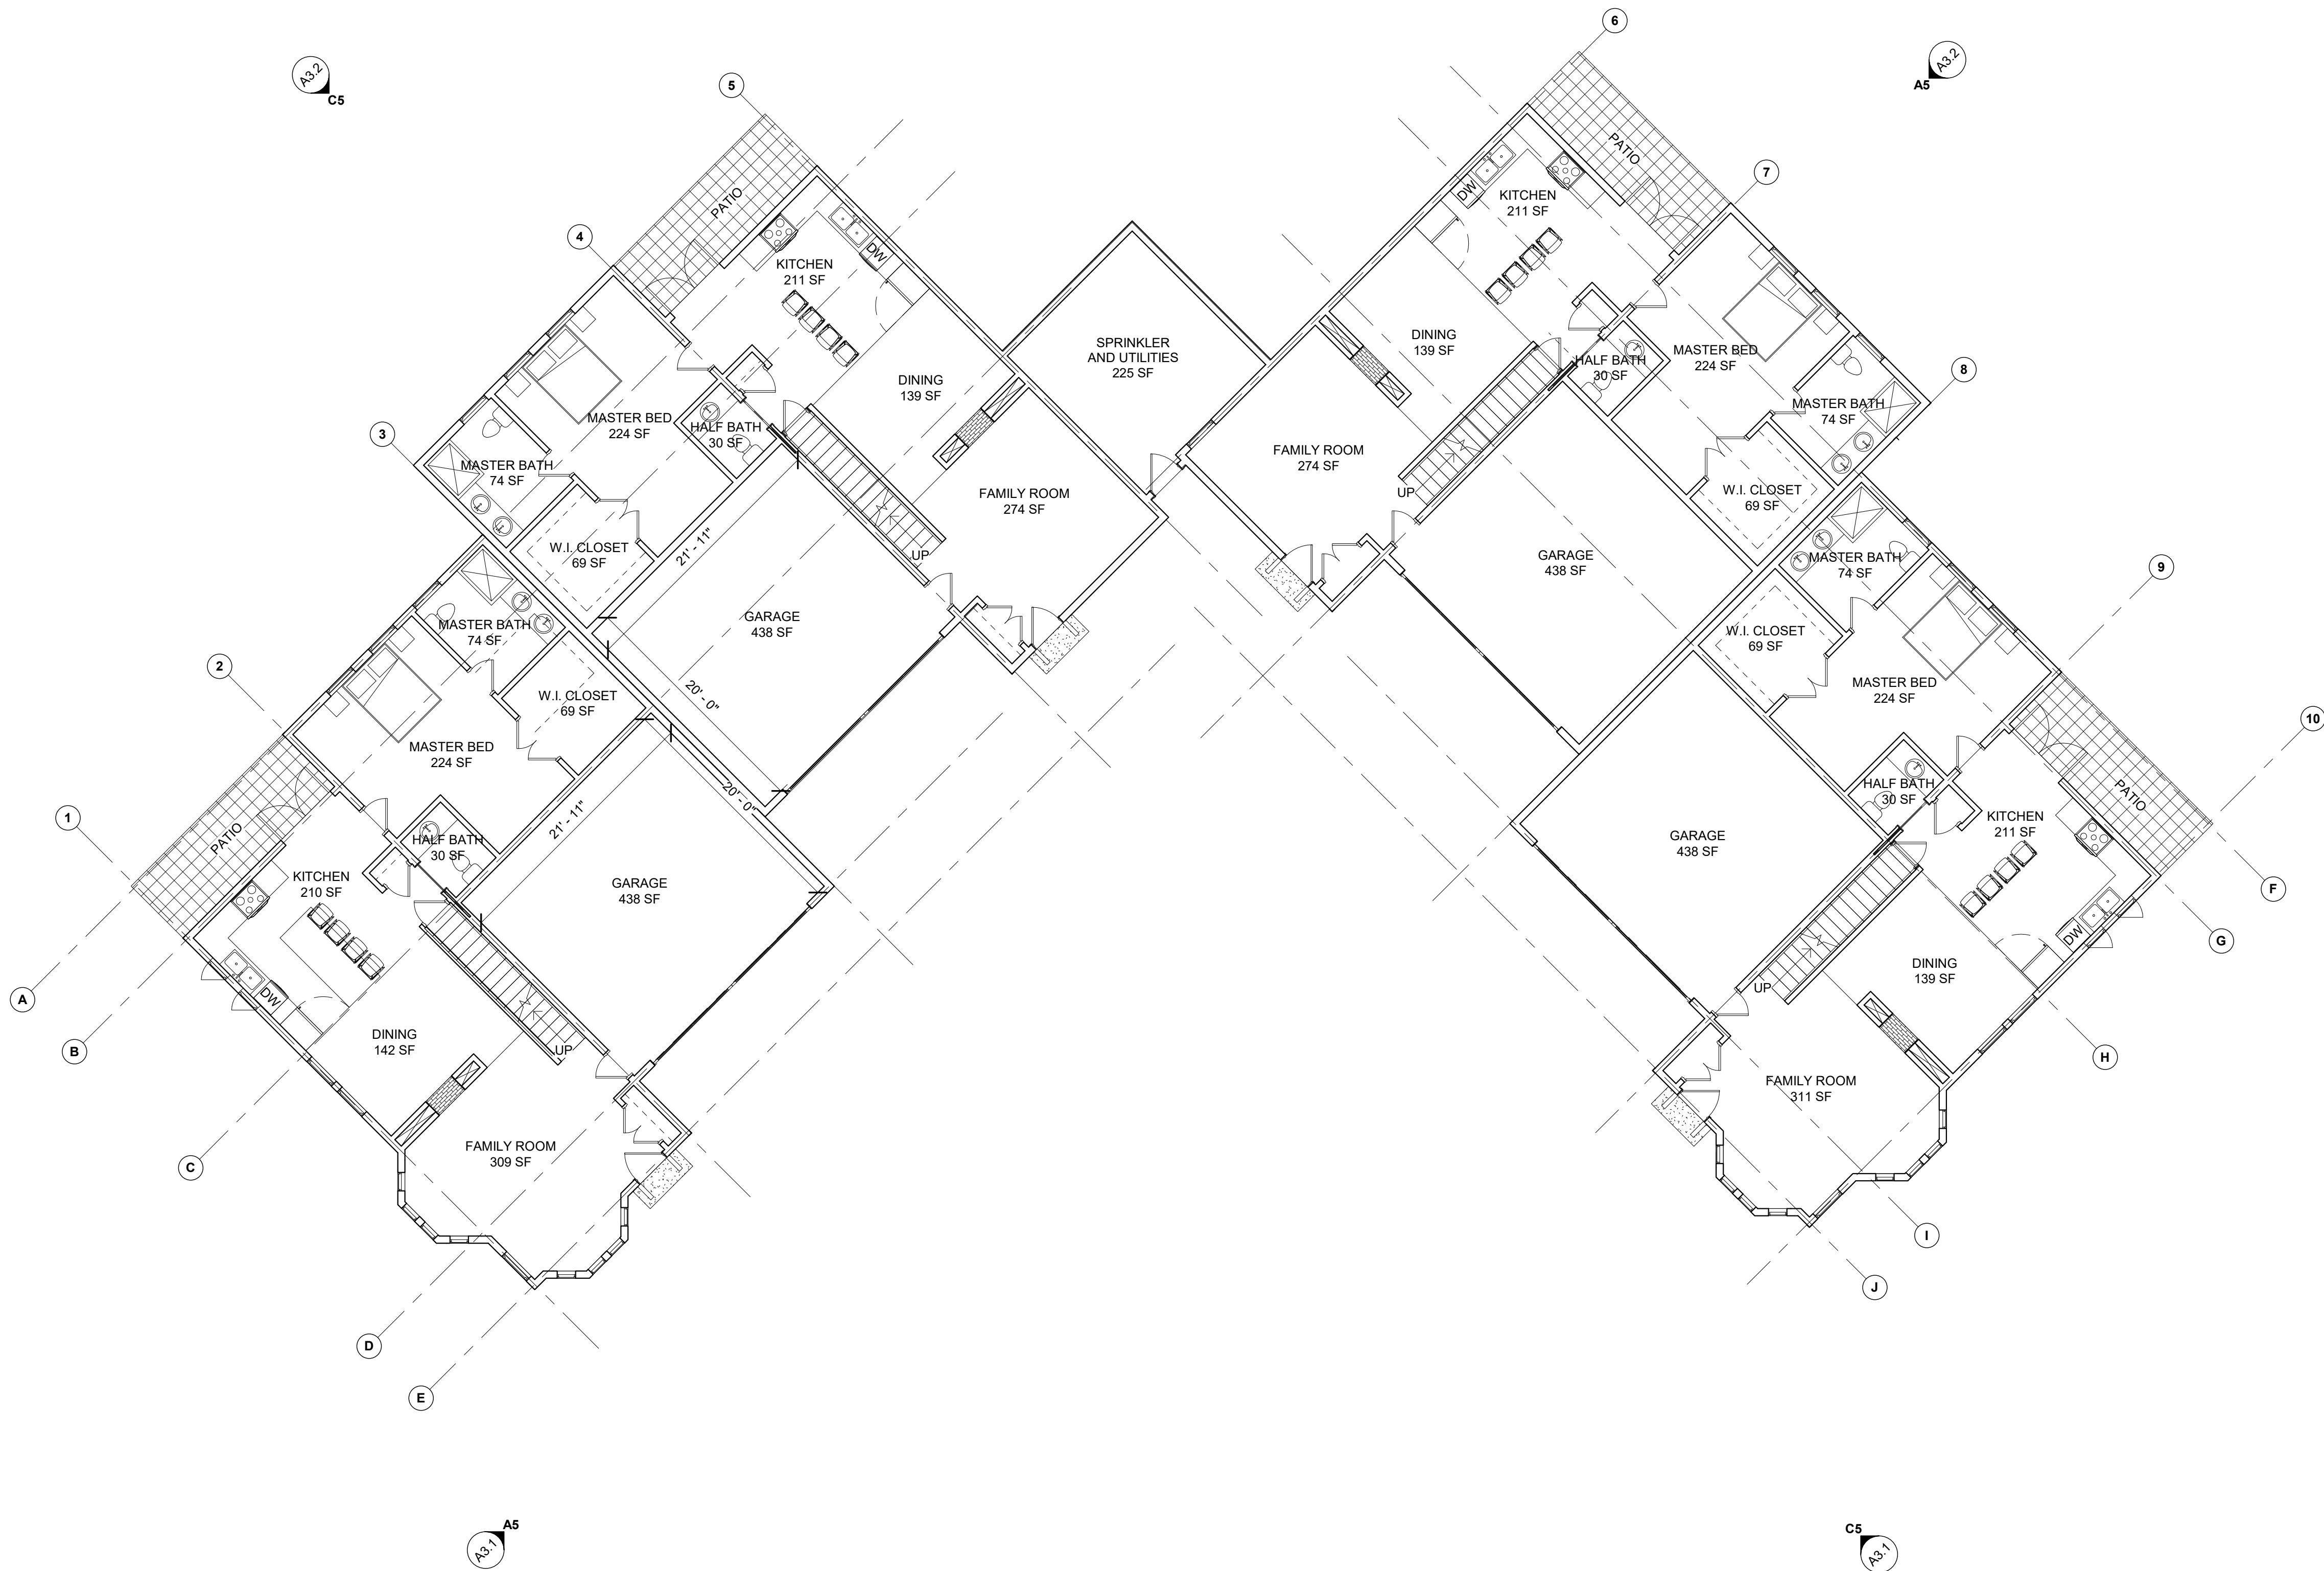 6
A3.2
C5
A3.2
A5
5
PATIO
7
KITCHEN
211 SF
DW
PATIO
4
KITCHEN
211 SF
DW
SPRINKLER
AND UTILITIES
225 SF
DINING
139 SF
HALF BATH
30 SF
MASTER BED
224 SF
8
DINING
139 SF
MASTER BED
224 SF
HALF BATH
30 SF
MASTER BATH
74 SF
3
MASTER BATH
74 SF
FAMILY ROOM
274 SF
UP
W.I. CLOSET
69 SF
FAMILY ROOM
274 SF
UP
W.I. CLOSET
69 SF
21' - 11"
GARAGE
438 SF
MASTER BATH
74 SF
9
GARAGE
438 SF
MASTER BATH
74 SF
W.I. CLOSET
69 SF
2
W.I. CLOSET
69 SF
20' - 0"
MASTER BED
224 SF
10
MASTER BED
224 SF
20' - 0"
21' - 11"
HALF BATH
30 SF
PATIO
1
PATIO
HALF BATH
30 SF
KITCHEN
211 SF
GARAGE
438 SF
KITCHEN
210 SF
GARAGE
438 SF
F
DW
G
DW
A
DINING
139 SF
UP
DINING
142 SF
UP
B
H
FAMILY ROOM
311 SF
FAMILY ROOM
309 SF
C
I
J
D
E
A5
A3.1
C5
A3.1